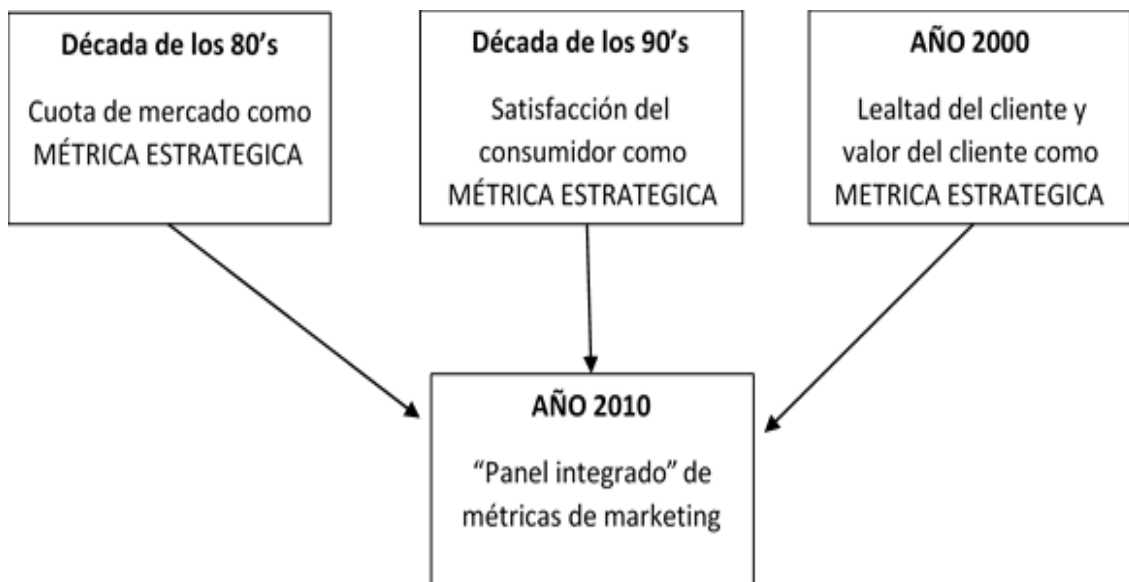 Década de los 80’s
Cuota de mercado como
MÉTRICA ESTRATEGICA
Década de los 90’s
Satisfacción del
consumidor como
MÉTRICA ESTRATEGICA
AÑO 2000
Lealtad del cliente y
valor del cliente como
METRICA ESTRATEGICA
AÑO 2010
“Panel integrado” de
métricas de marketing